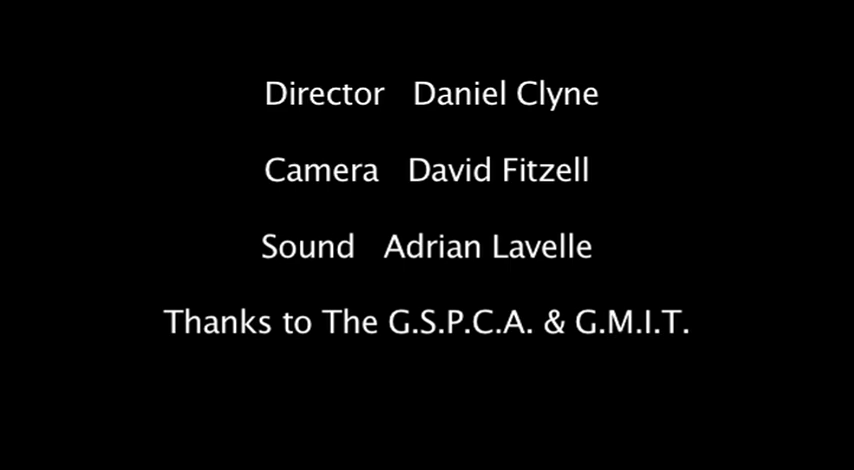 Director Daniel Clyne
Camera David Fitzell
Sound Adrian Lavelle
Thanks to The G.S.P.C.A. & G.M.I.T.